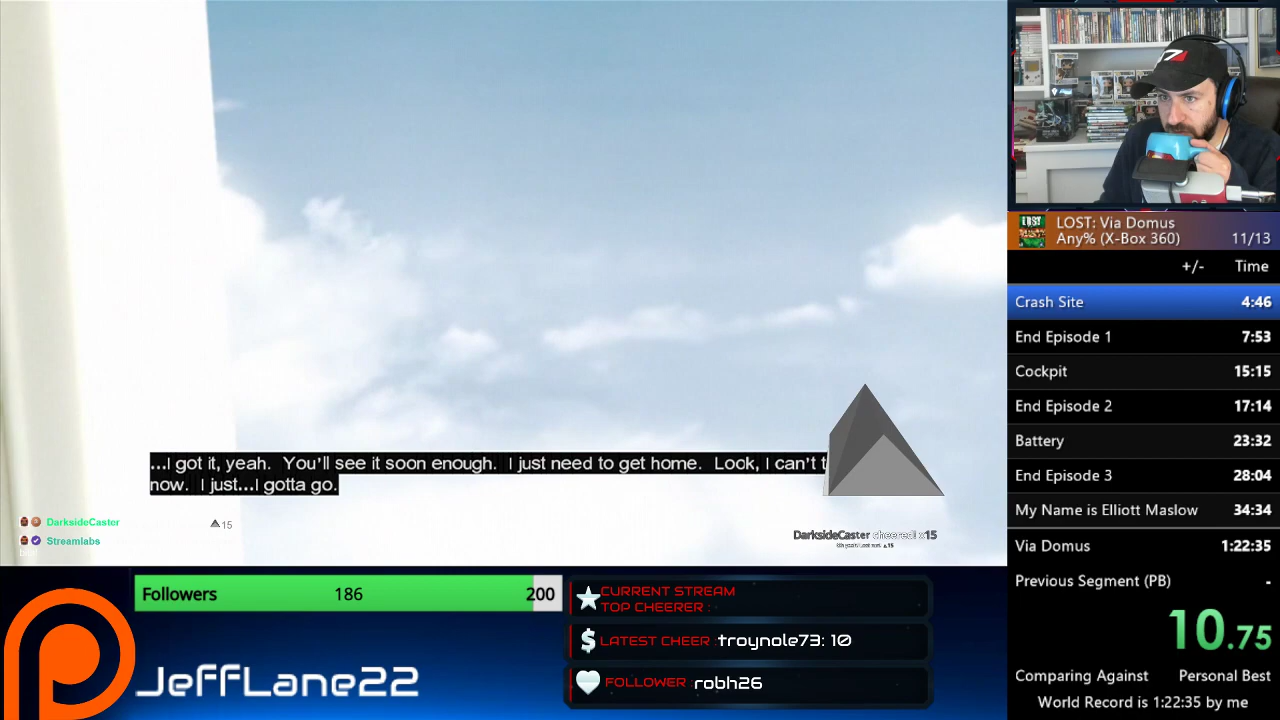 ...I got it, yeah. You'll see it soon enough. I just need to get home. Look, I can't t
now. I just...I gotta go.
DarksideCaster
15
Streamlabs
DarksideCaster cheered! x15
Followers 186 200
CURRENT STREAM
TOP CHEERER :
LATEST CHEER : troynole73: 10
FOLLOWER robh26
JeffLane22
LOST
LOST: Via Domus
Any% (X-Box 360) 11/13
+/- Time
Crash Site 4:46
End Episode 1 7:53
Cockpit 15:15
End Episode 2 17:14
Battery 23:32
End Episode 3 28:04
My Name is Elliott Maslow 34:34
Via Domus 1:22:35
Previous Segment (PB) -
10.75
Comparing Against Personal Best
World Record is 1:22:35 by me